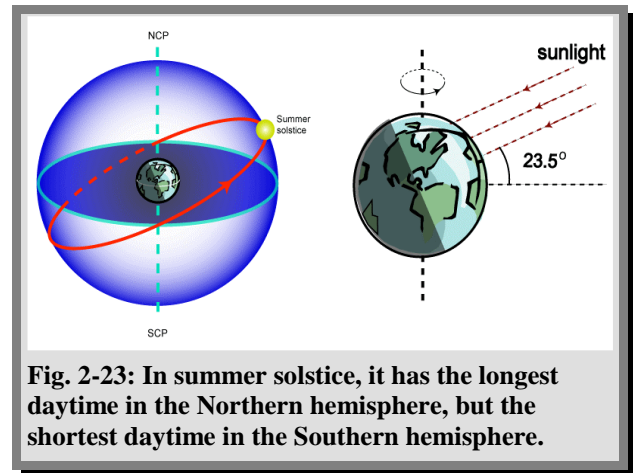 NCP
sunlight
Summer
solstice
23.5°
SCP
Fig. 2-23: In summer solstice, it has the longest
daytime in the Northern hemisphere, but the
shortest daytime in the Southern hemisphere.